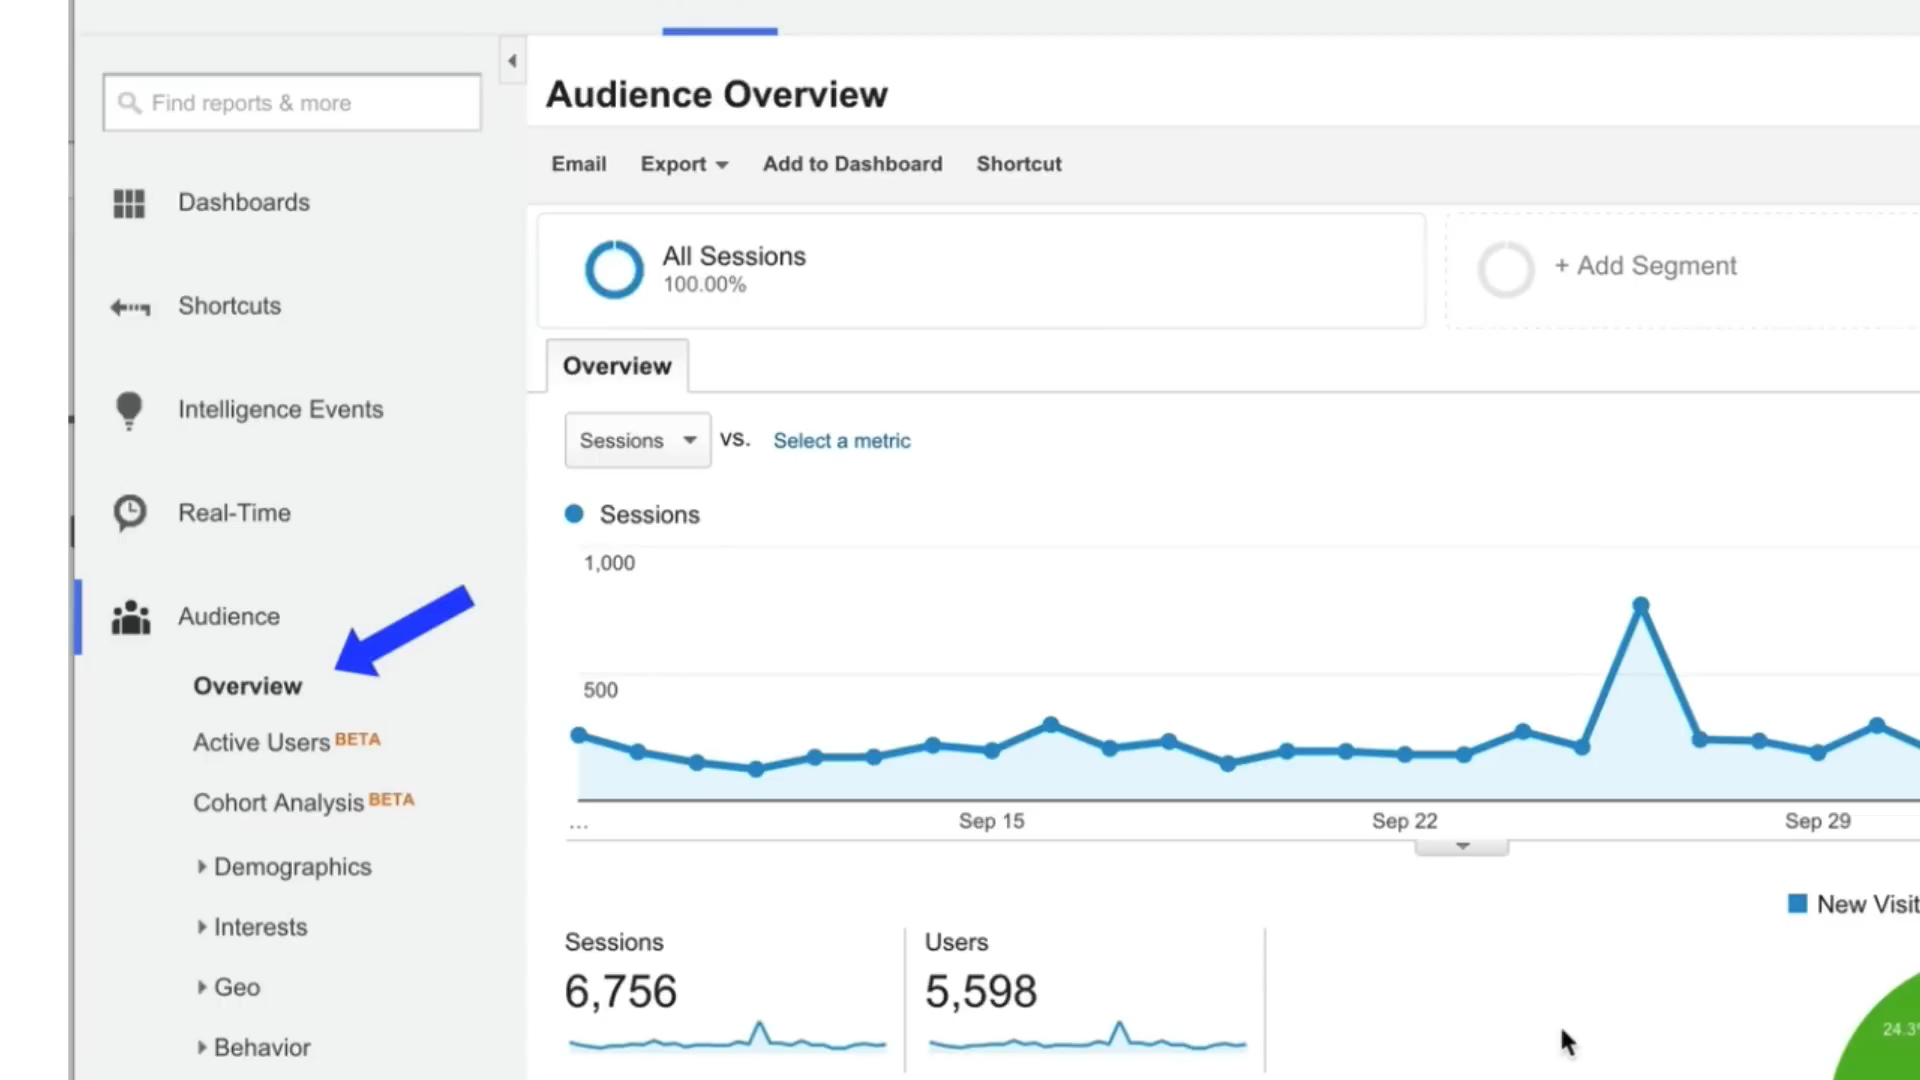 Find reports & more
Dashboards
Shortcuts
Intelligence Events
Real-Time
Audience
Overview
Active Users BETA
Cohort Analysis BETA
Demographics
Interests
Geo
Behavior
Audience Overview
Email Export Add to Dashboard Shortcut
All Sessions
100.00%
+ Add Segment
Overview
Sessions vs. Select a metric
Sessions
1,000
500
... Sep 15 Sep 22 Sep 29
New Visit
Sessions
6,756
Users
5,598
24.3